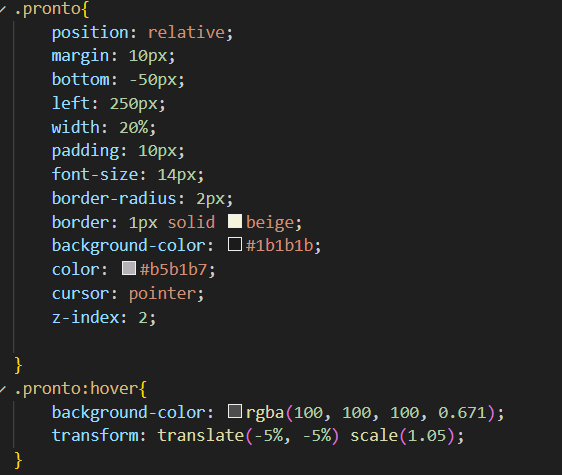 .pronto{
position: relative;
margin: 10px;
bottom: -50px;
left: 250px;
width: 20%;
padding: 10px;
font-size: 14px;
border-radius: 2px;
border: 1px solid beige;
background-color: #1b1b1b;
color: #b5b1b7;
cursor: pointer;
z-index: 2;
}
.pronto:hover{
background-color: rgba(100, 100, 100, 0.671);
transform: translate(-5%, -5%) scale(1.05);
}